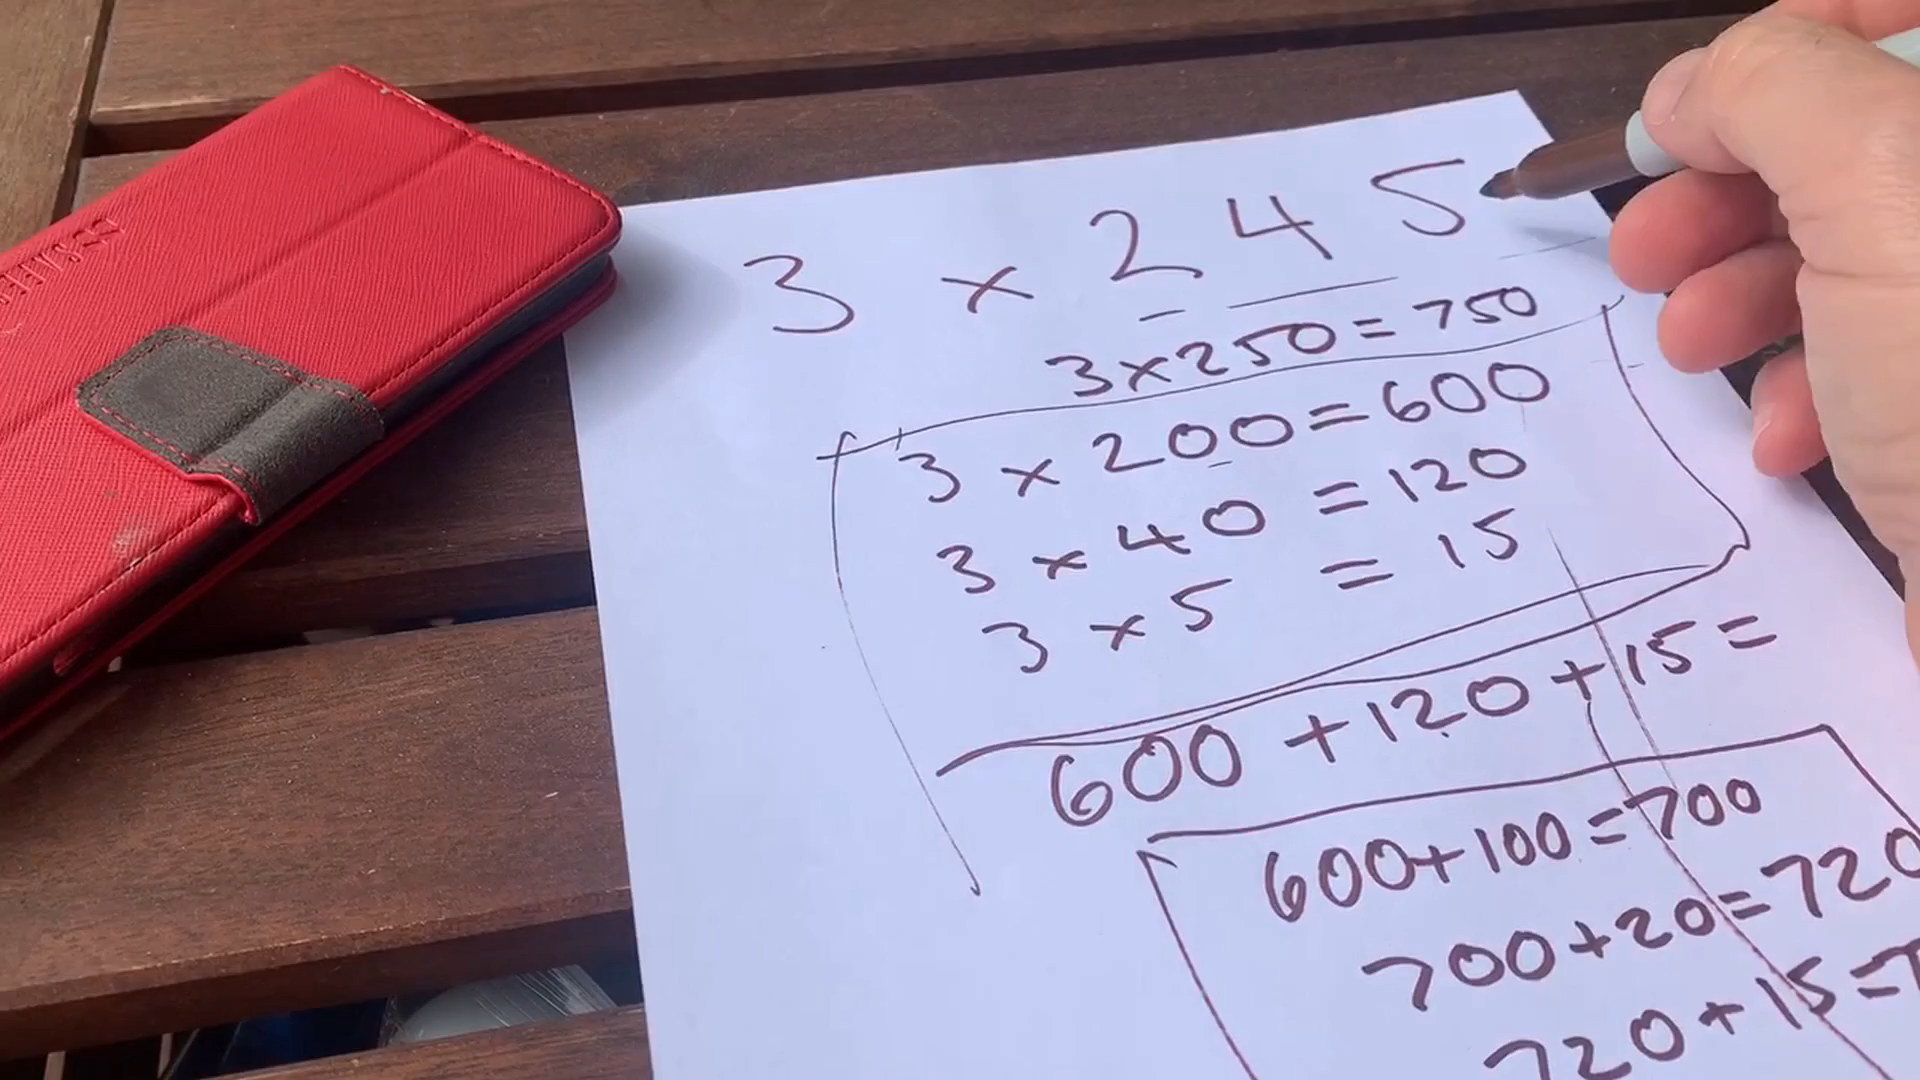 3 × 245
3×250=750
3 × 200=600
3 × 40 = 120
3 × 5 = 15
600 + 120 + 15 =
600+100=700
700+20=720
720+15=7